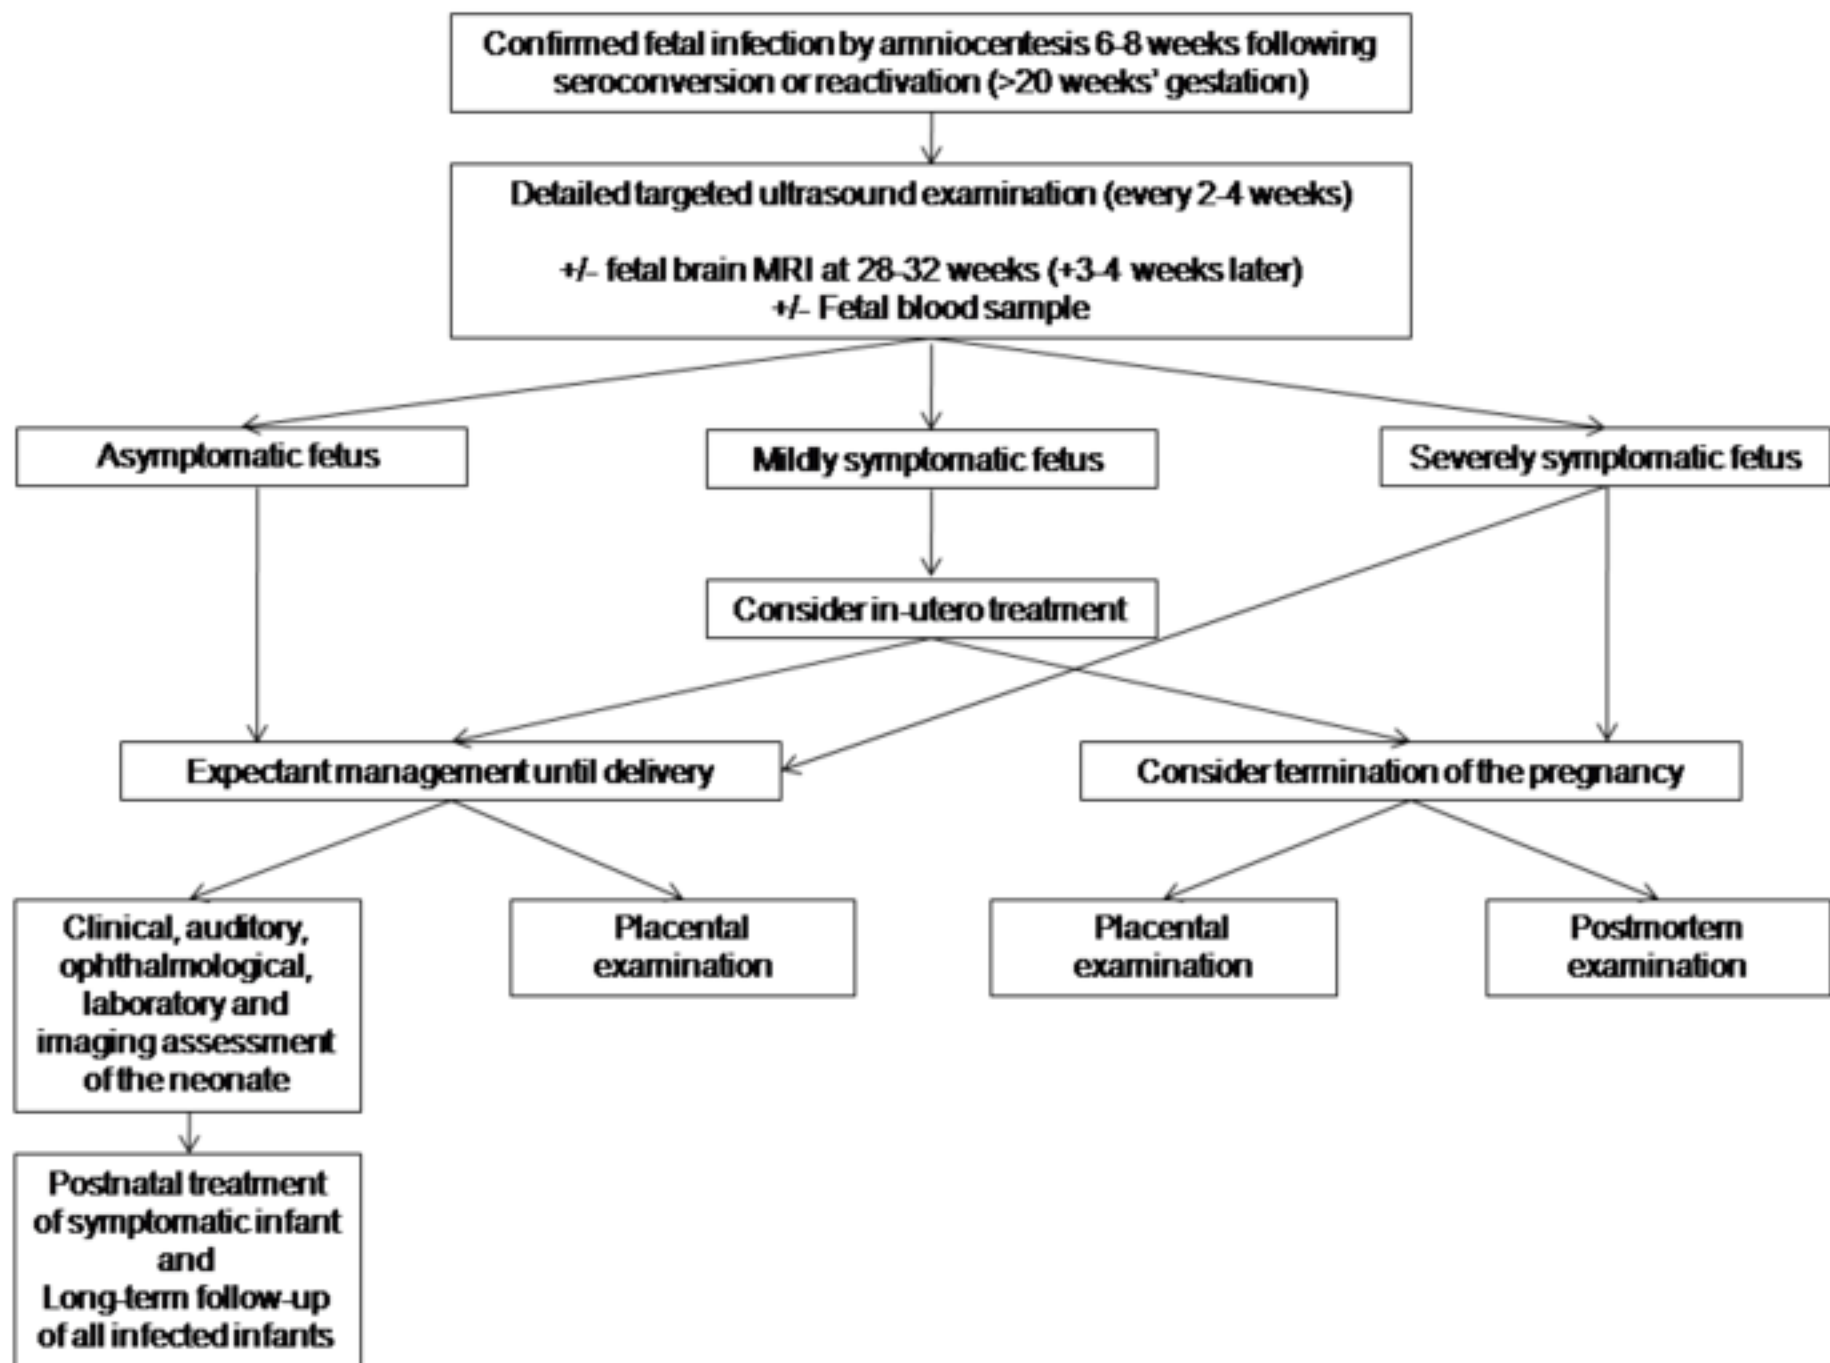 Confirmed fetal infection by amniocentesis 6-8 weeks following
seroconversion or reactivation (>20 weeks' gestation)
Detailed targeted ultrasound examination (every 2-4 weeks)
+/- fetal brain MRI at 28-32 weeks (+3-4 weeks later)
+/- Fetal blood sample
Asymptomatic fetus
Mildly symptomatic fetus
Severely symptomatic fetus
Consider in-utero treatment
Expectant management until delivery
Consider termination of the pregnancy
Clinical, auditory,
ophthalmological,
laboratory and
imaging assessment
of the neonate
Placental
examination
Placental
examination
Postmortem
examination
Postnatal treatment
of symptomatic infant
and
Long-term follow-up
of all infected infants